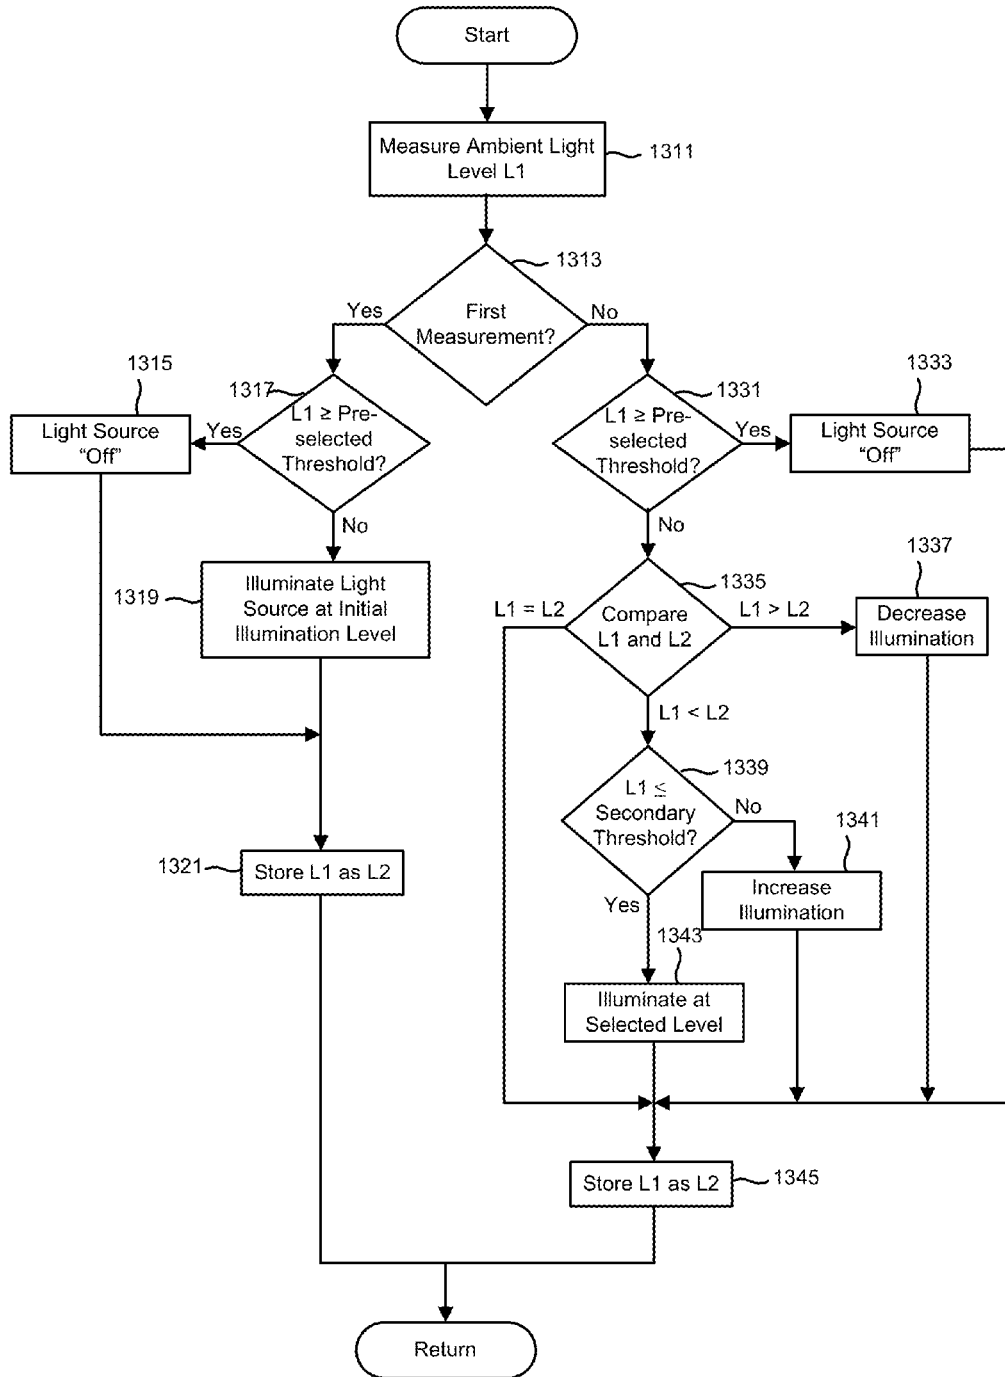 Start
Measure Ambient Light
Level L1
1311
1313
First
Measurement?
Yes
No
1315
1317
1331
1333
Light Source
“Off”
Yes
L1 ≥ Pre-
selected
Threshold?
L1 ≥ Pre-
selected
Threshold?
Yes
Light Source
“Off”
No
No
1319
Illuminate Light
Source at Initial
Illumination Level
1335
1337
L1 = L2
Compare
L1 and L2
L1 > L2
Decrease
Illumination
L1 < L2
1339
L1 ≤
Secondary
Threshold?
No
1341
1321
Store L1 as L2
Increase
Illumination
Yes
1343
Illuminate at
Selected Level
Store L1 as L2
1345
Return